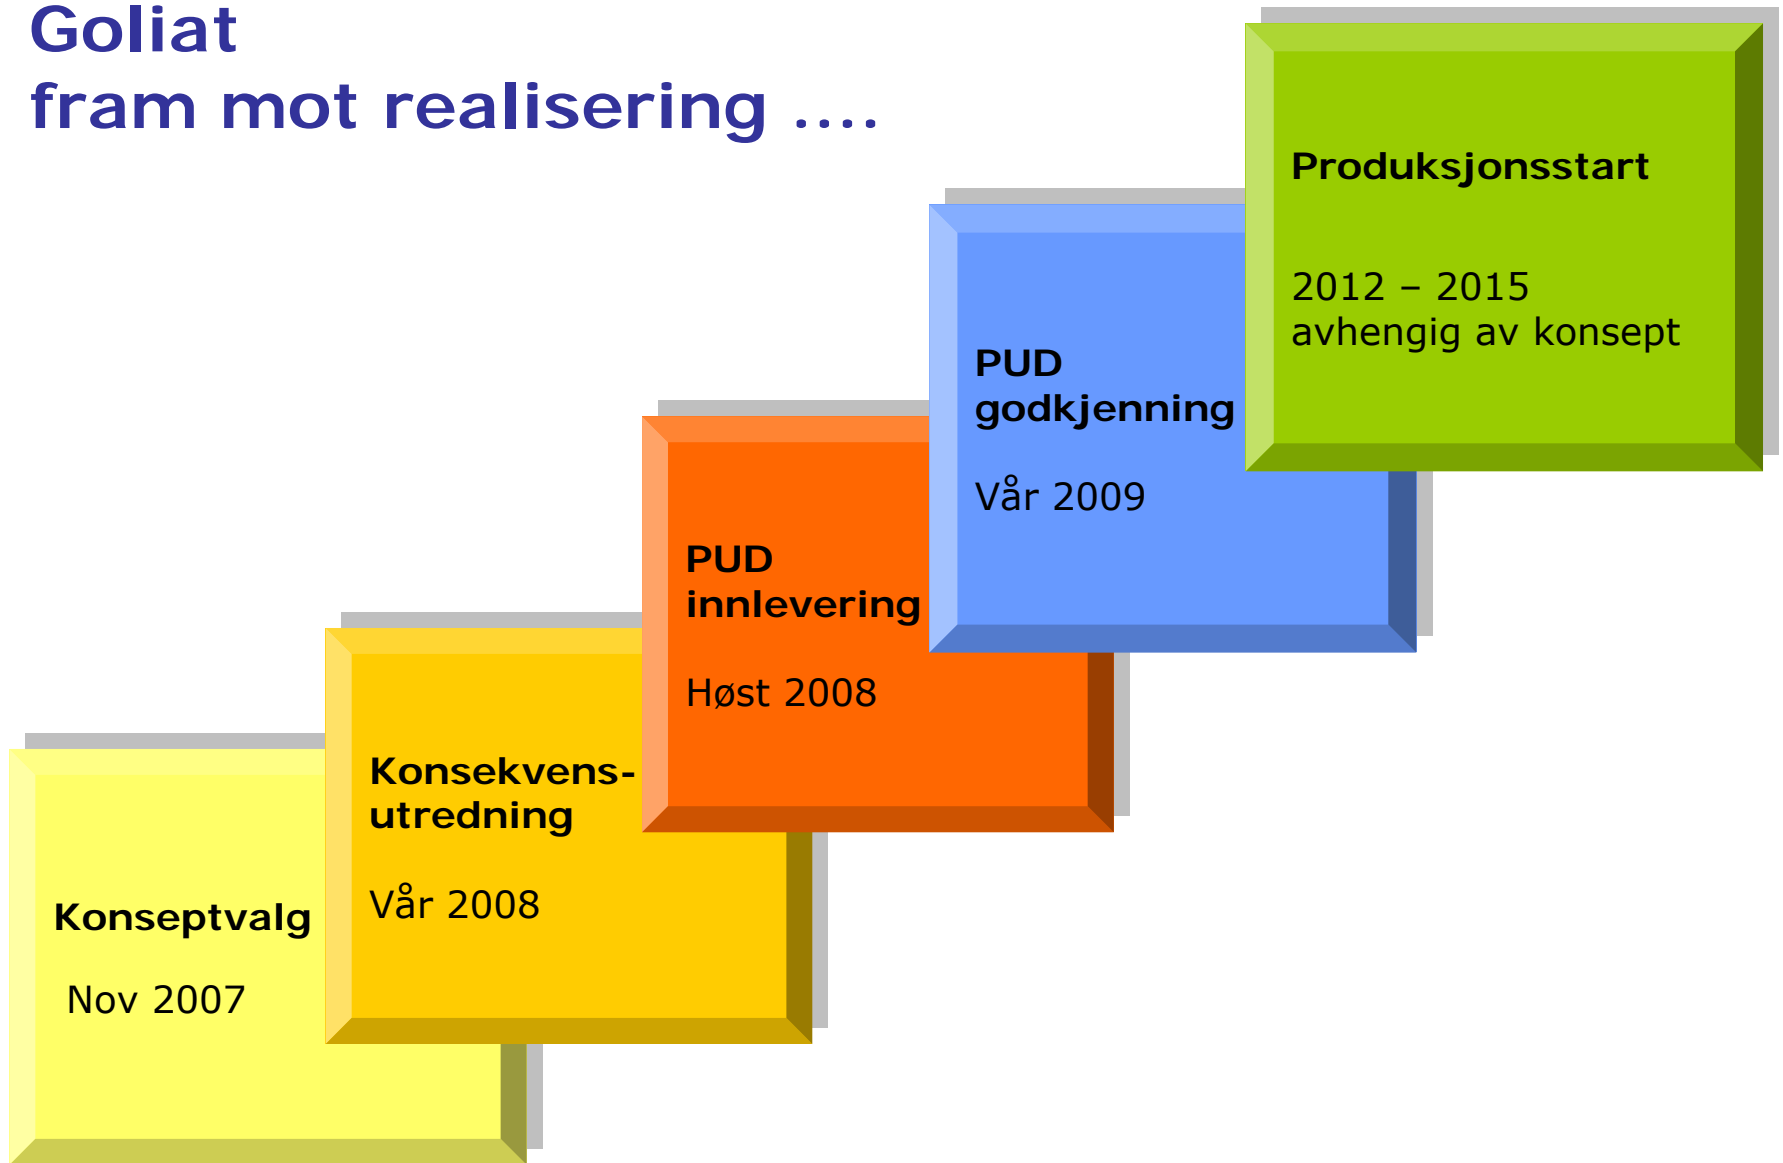 Goliat
fram mot realisering ....
Konseptvalg
Nov 2007
Konsekvens-
utredning
Vår 2008
PUD
innlevering
Høst 2008
PUD
godkjenning
Vår 2009
Produksjonsstart
2012 – 2015
avhengig av konsept